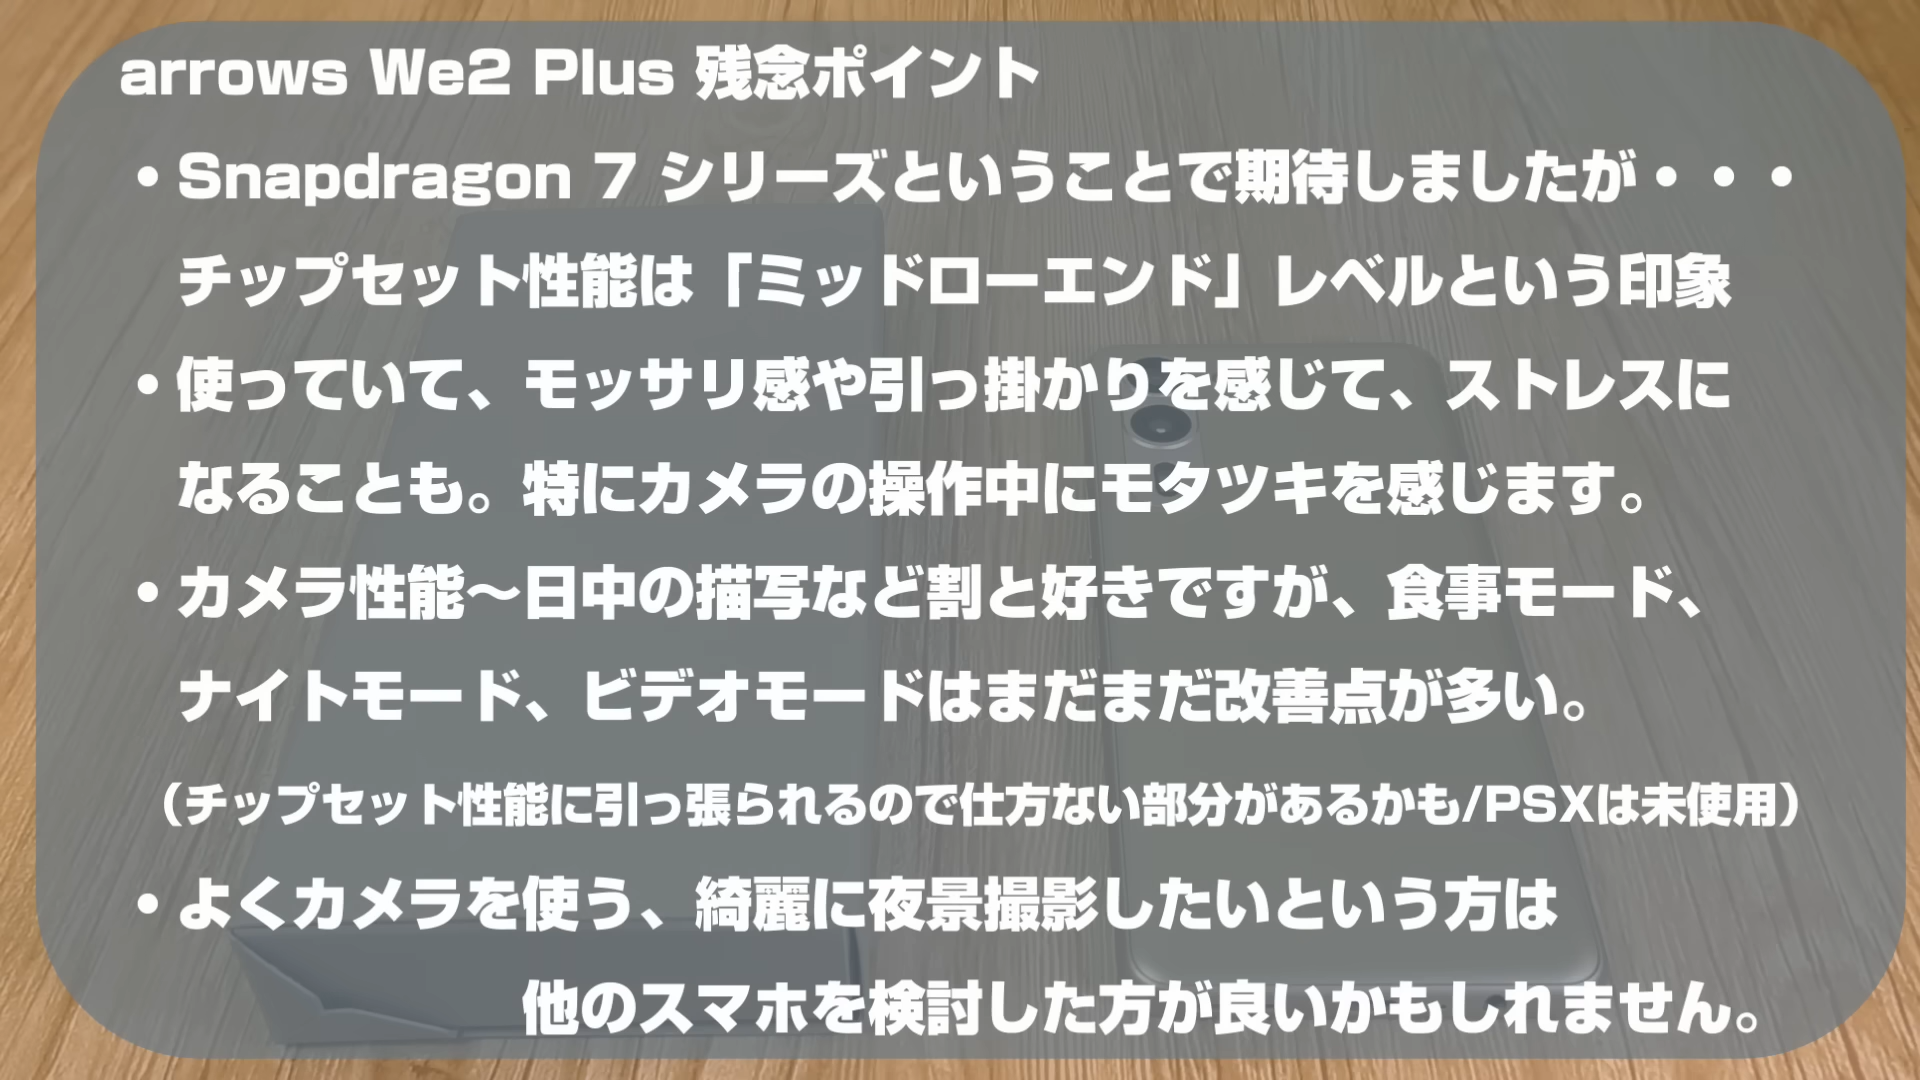 arrows We2 Plus 残念ポイント
・Snapdragon 7 シリーズということで期待しましたが・・・
チップセット性能は「ミッドローエンド」レベルという印象
・使っていて、モッサリ感や引っ掛かりを感じて、ストレスに
なることも。特にカメラの操作中にモタツキを感じます。
・カメラ性能～日中の描写など割と好きですが、食事モード、
ナイトモード、ビデオモードはまだまだ改善点が多い。
（チップセット性能に引っ張られるので仕方ない部分があるかも/PSXは未使用）
・よくカメラを使う、綺麗に夜景撮影したいという方は
他のスマホを検討した方が良いかもしれません。